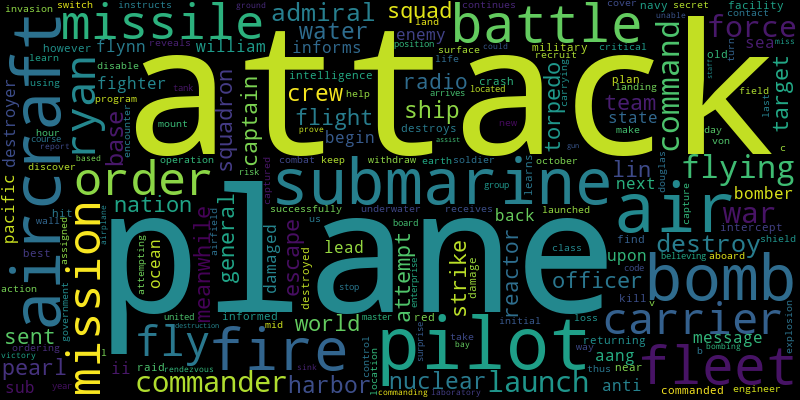 invasion switch instructs continues ground cover navy secret facility
missile admiral squad land battle force
reveals water enemy position surface could unable contact turn miss
however flynn william informs military recruit critical sea
learn disable intelligence radio life crash plan old
using fighter crew help arrives located carrying landing staff
program squadron captain ship torpedo command team field last target
destroyer aircraft ryan attack
hour base encounter mount flight destroys new state
course prove begin assist gun make day von c
report based operation combat keep withdraw earth soldier october
discover risk captured lin flying
order submarine group learns next douglas bomber
pacific hit nation general successfully underwater receives launched air capture war
wall us back find intercept shield
best assigned mission airplane meanwhile airfield escape board class upon destroy
attempting ocean damaged destroyed lead attempt enterprise strike damage reactor believing aboard
action government plane stop officer code bomb
kill v
united informed mid world master red initial loss carrier
sent destruction surprise pilot message explosion
victory l fly fire control take returning b bombing
ordering raid rendezvous bay way aang
pearl ii location thus near fleet
sub year commander harbor sink nuclear launch anti
commanding laboratory commanded engineer